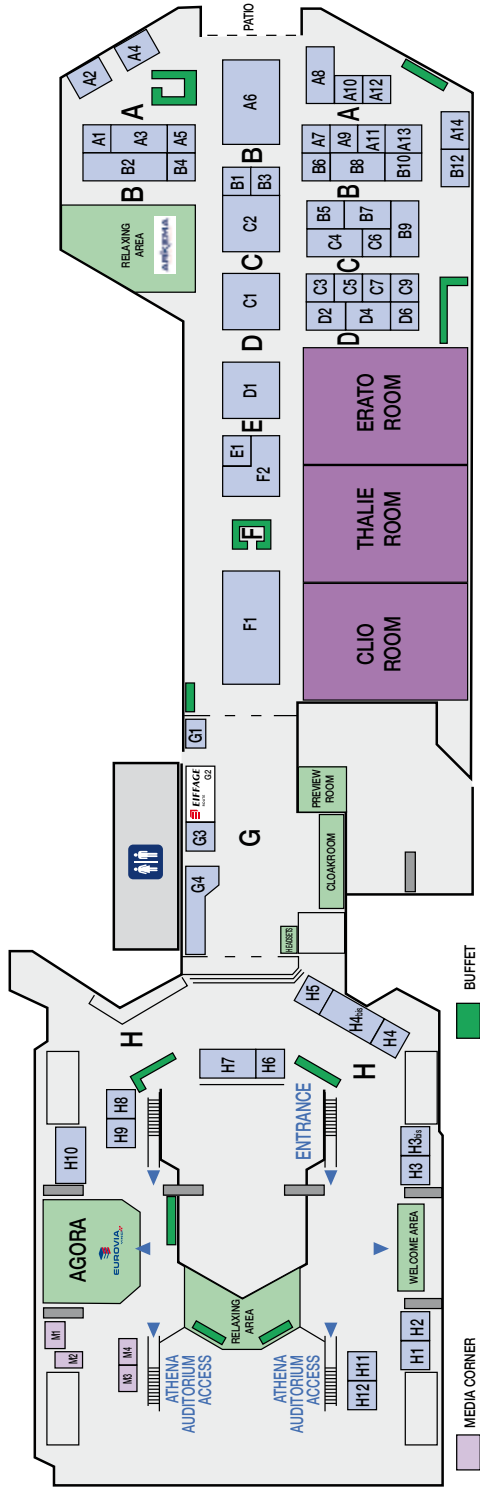 PATIO
A2
A4
A
A1
A3
A5
B2
B4
B
RELAXING
AREA
ARKEMA
A6
B
B1
B3
C2
C
C1
D
D1
E
E1
F2
F
F1
A8
A10
A12
A
A7
A9
A11
A13
B6
B8
B10
A14
B12
B
B5
B7
C4
C6
B9
C
C3
C5
C7
C9
D2
D4
D6
D
ERATO
ROOM
THALIE
ROOM
CLIO
ROOM
G1
EIFFAGE
G2
G3
G4
G
PREVIEW
ROOM
CLOAKROOM
HEADSETS
H
H5
H4bis
H4
H
H7
H6
H8
H9
H10
ENTRANCE
H3bis
H3
AGORA
EUROVIA
WELCOME AREA
RELAXING
AREA
M1
M2
M4
M3
ATHENA
AUDITORIUM
ACCESS
ATHENA
AUDITORIUM
ACCESS
H11
H12
H2
H1
MEDIA CORNER
BUFFET